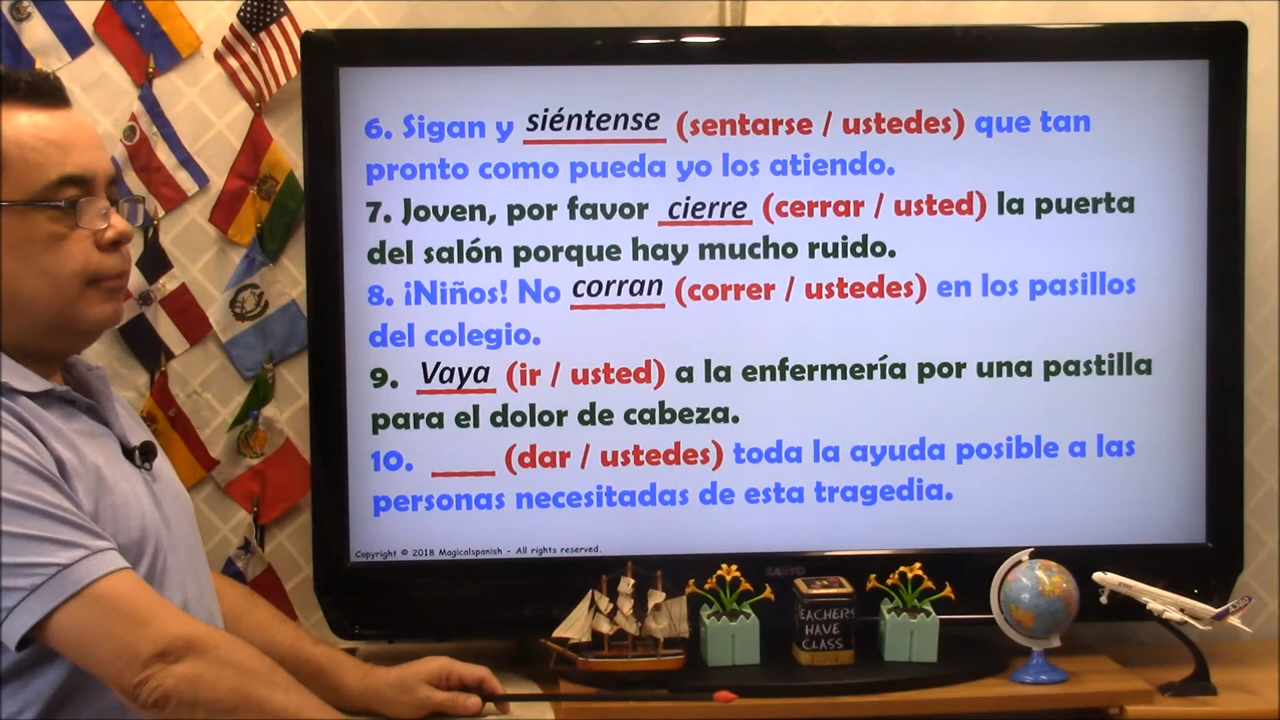 6. Sigan y siéntense (sentarse / ustedes) que tan
pronto como pueda yo los atiendo.
7. Joven, por favor cierre (cerrar / usted) la puerta
del salón porque hay mucho ruido.
8. ¡Niños! No corran (correr / ustedes) en los pasillos
del colegio.
9. Vaya (ir / usted) a la enfermería por una pastilla
para el dolor de cabeza.
10. ____ (dar / ustedes) toda la ayuda posible a las
personas necesitadas de esta tragedia.
Copyright © 2018 Magicalspanish - All rights reserved.
SANYO
TEACHERS
HAVE
CLASS
A380